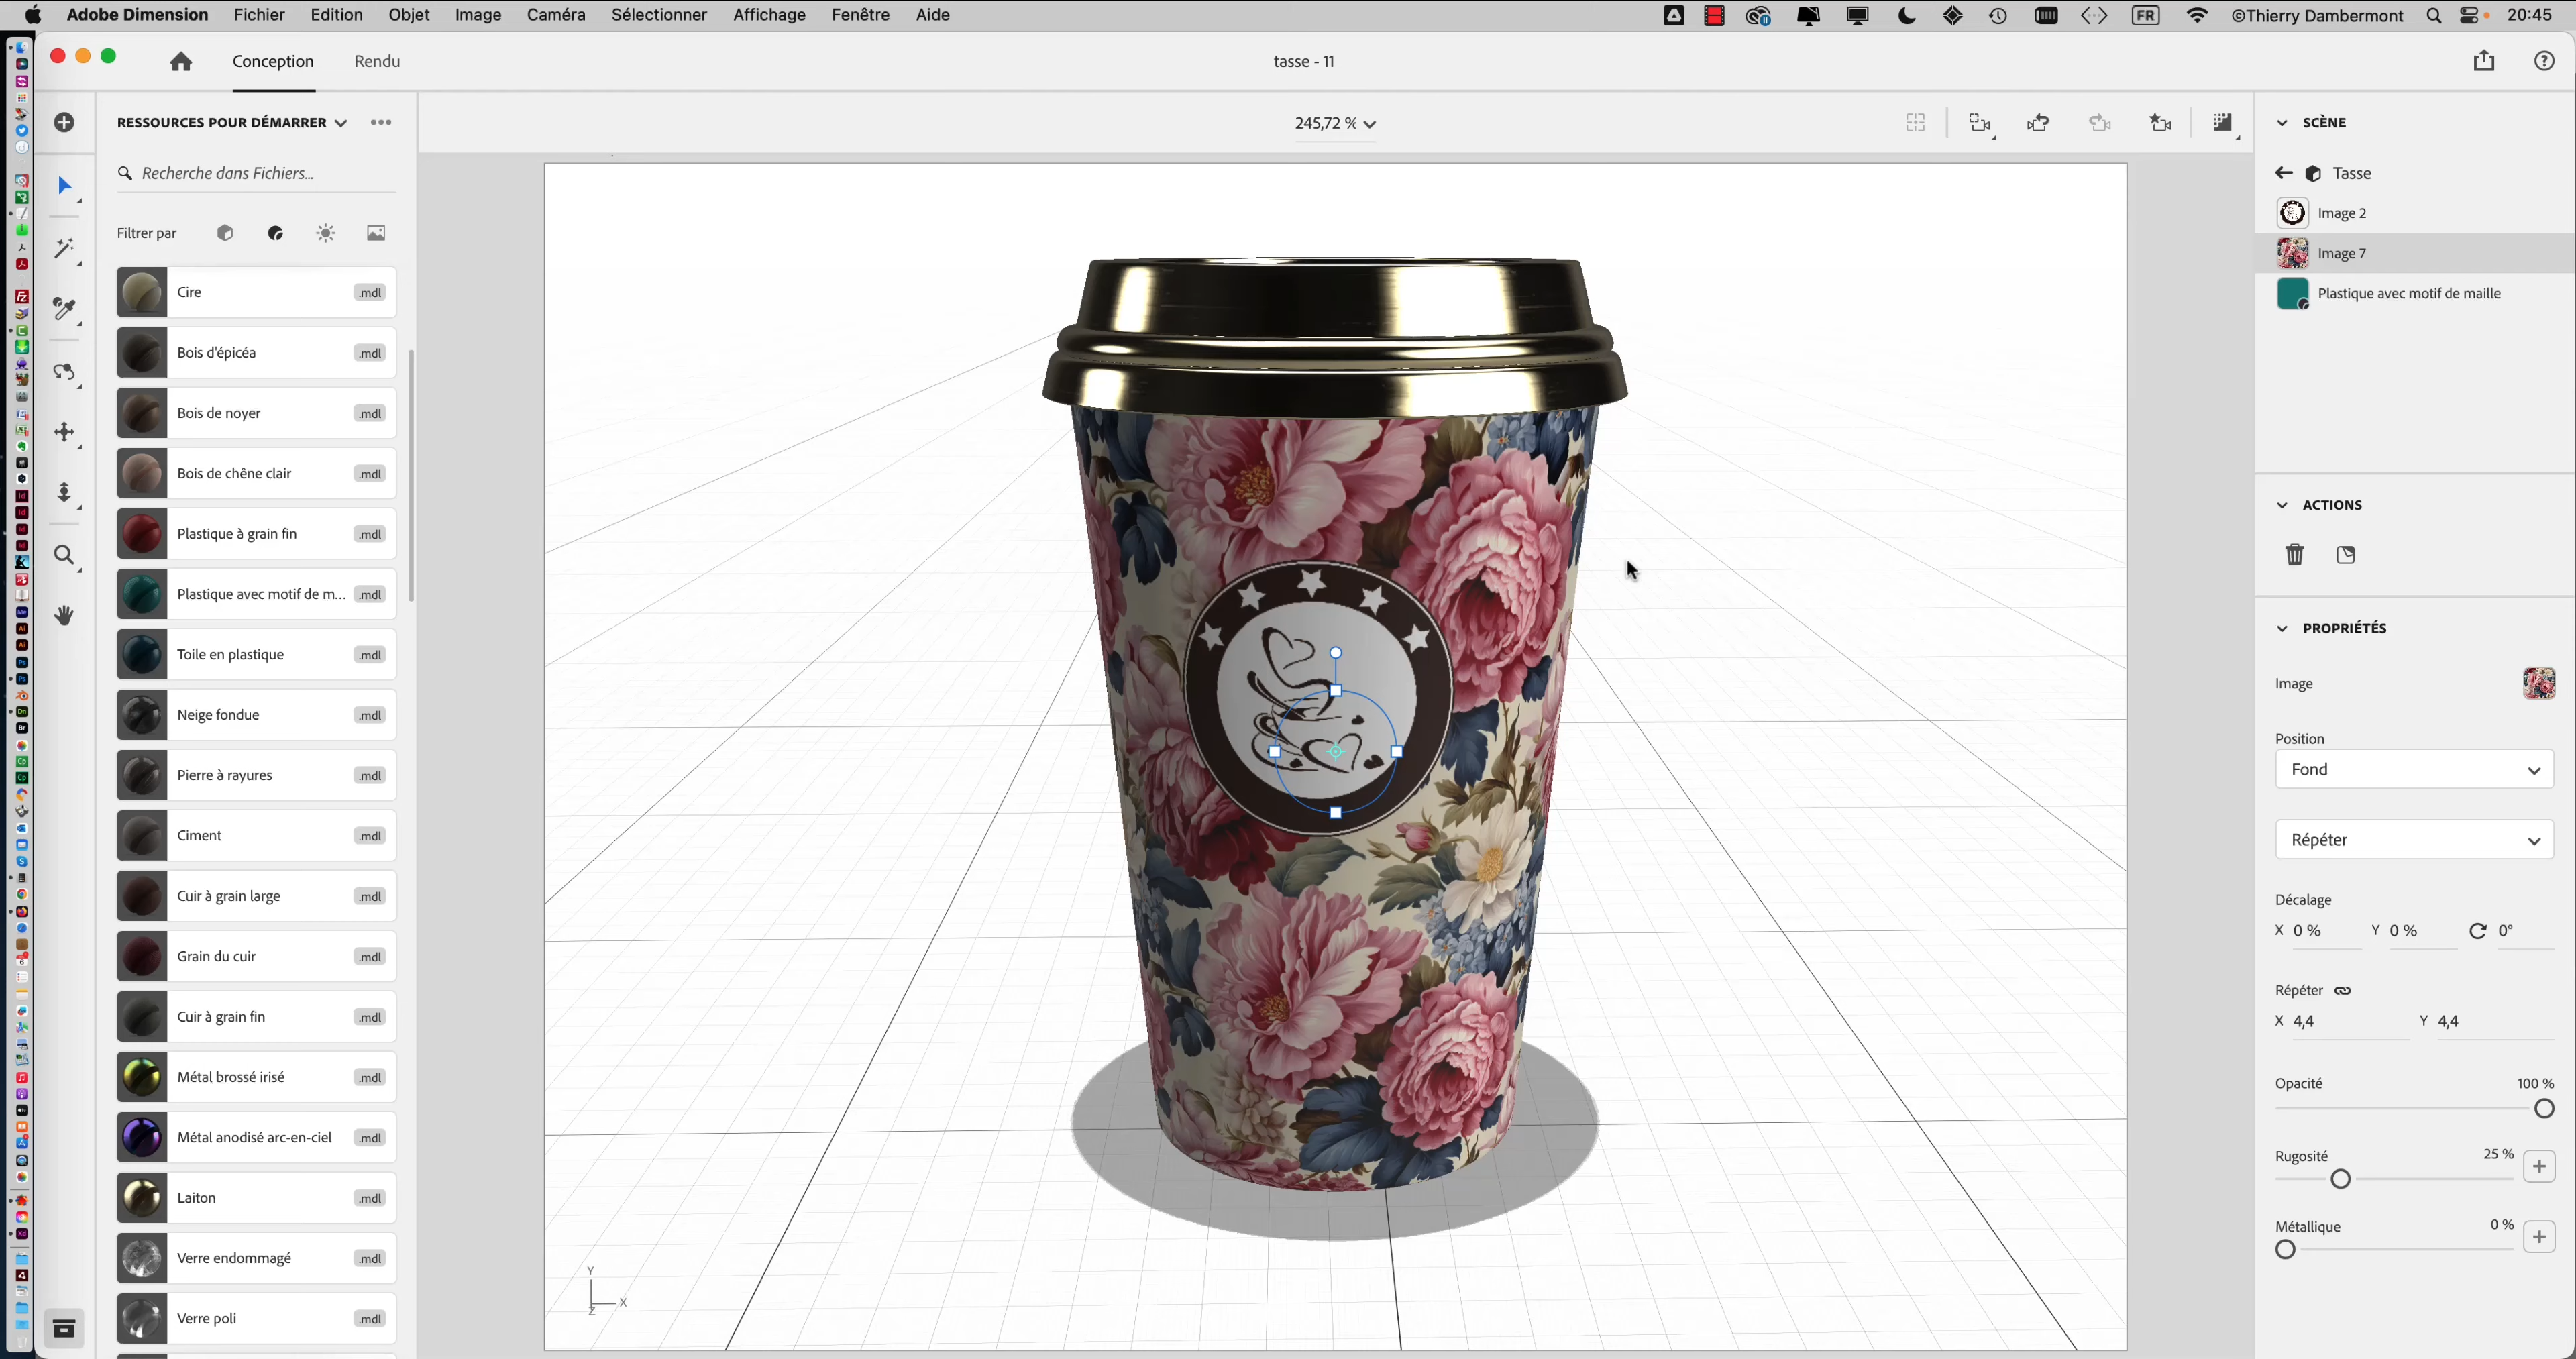 Adobe Dimension Fichier Edition Objet Image Caméra Sélectionner Affichage Fenêtre Aide
FR ©Thierry Dambermont 20:45
Conception Rendu
tasse - 11
RESSOURCES POUR DÉMARRER
Recherche dans Fichiers...
Filtrer par
Cire .mdl
Bois d'épicéa .mdl
Bois de noyer .mdl
Bois de chêne clair .mdl
Plastique à grain fin .mdl
Plastique avec motif de m... .mdl
Toile en plastique .mdl
Neige fondue .mdl
Pierre à rayures .mdl
Ciment .mdl
Cuir à grain large .mdl
Grain du cuir .mdl
Cuir à grain fin .mdl
Métal brossé irisé .mdl
Métal anodisé arc-en-ciel .mdl
Laiton .mdl
Verre endommagé .mdl
Verre poli .mdl
245,72 %
Y
X
Z
SCÈNE
Tasse
Image 2
Image 7
Plastique avec motif de maille
ACTIONS
PROPRIÉTÉS
Image
Position
Fond
Répéter
Décalage
X 0 % Y 0 % 0°
Répéter
X 4,4 Y 4,4
Opacité 100 %
Rugosité 25 %
Métallique 0 %